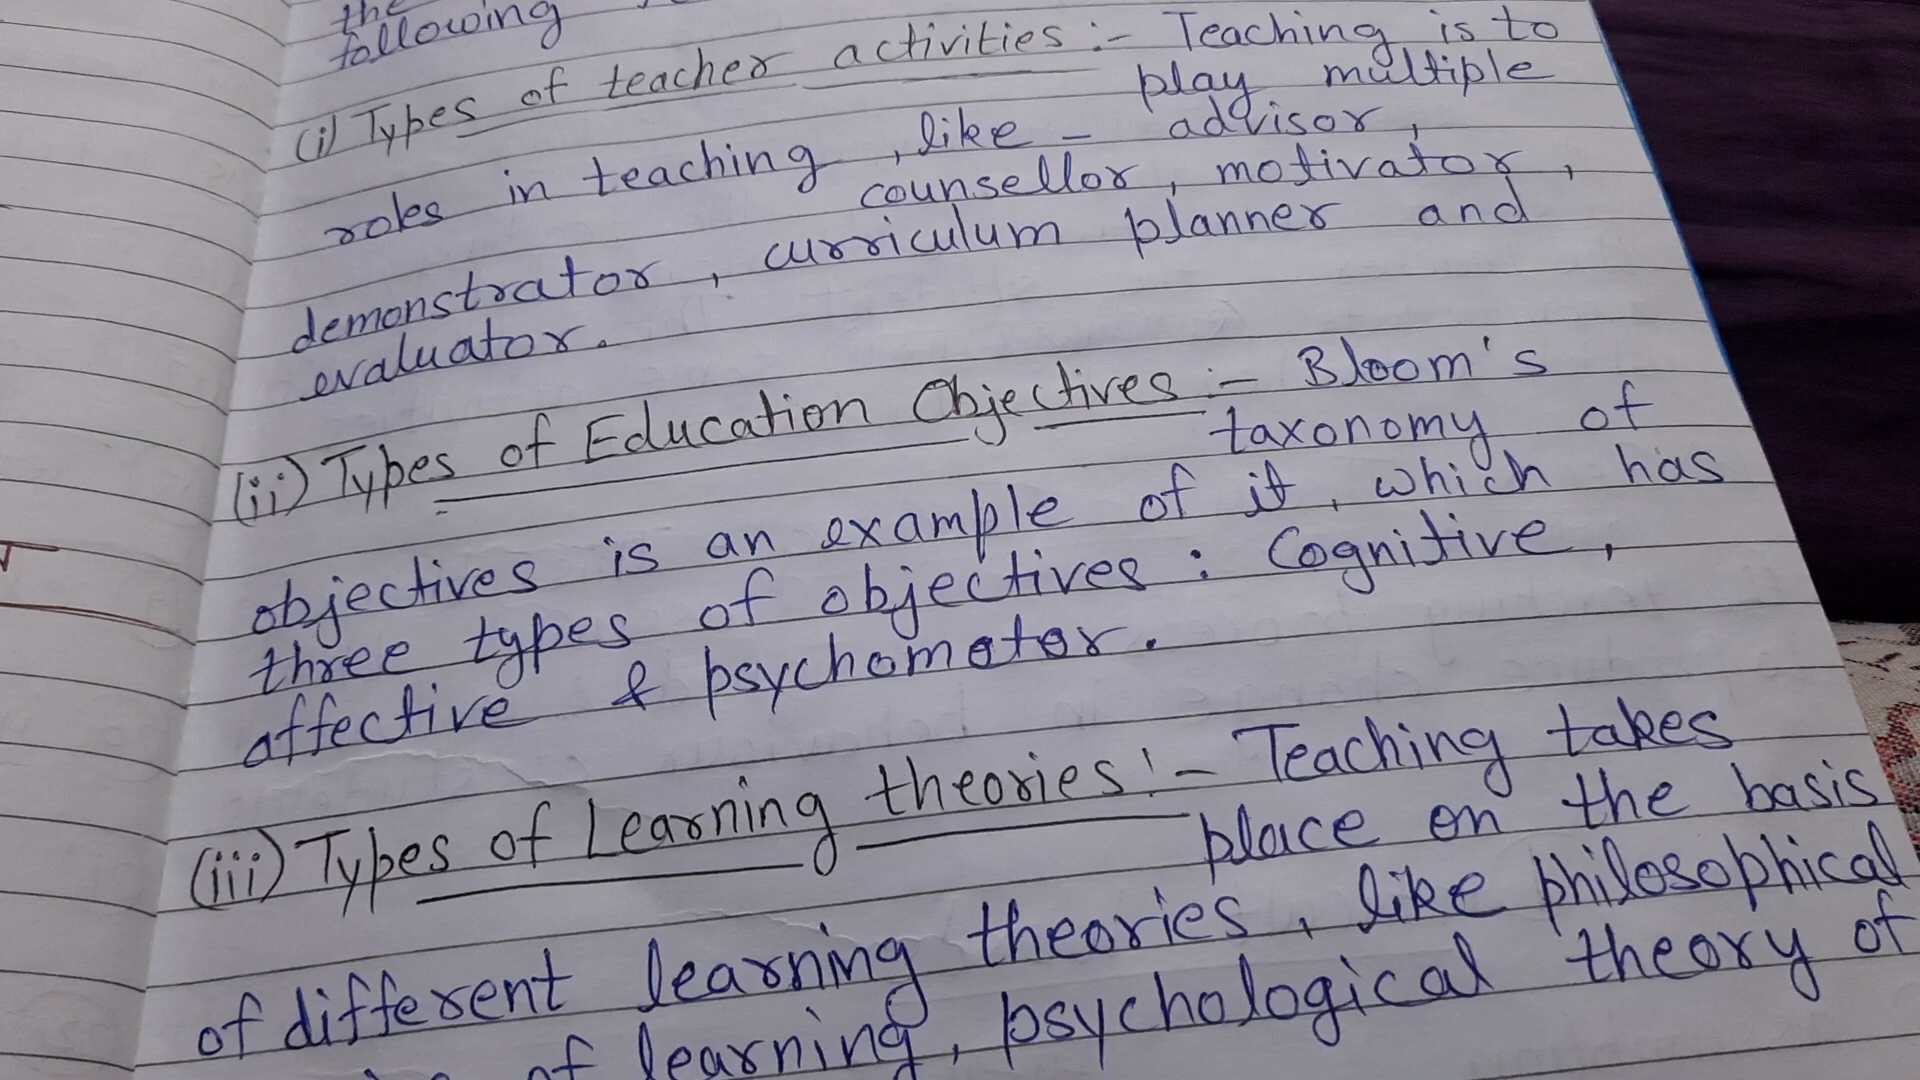 the
following
(i) Types of teacher activities :- Teaching is to
play multiple
roles in teaching, like - advisor,
counsellor, motivator,
demonstrator, curriculum planner and
evaluator.
(ii) Types of Education Objectives :- Bloom's
taxonomy of
objectives is an example of it, which has
three types of objectives : Cognitive,
affective & psychomotor.
(iii) Types of Learning theories :- Teaching takes
place on the basis
of different learning theories, like philosophical
of learning, psychological theory of